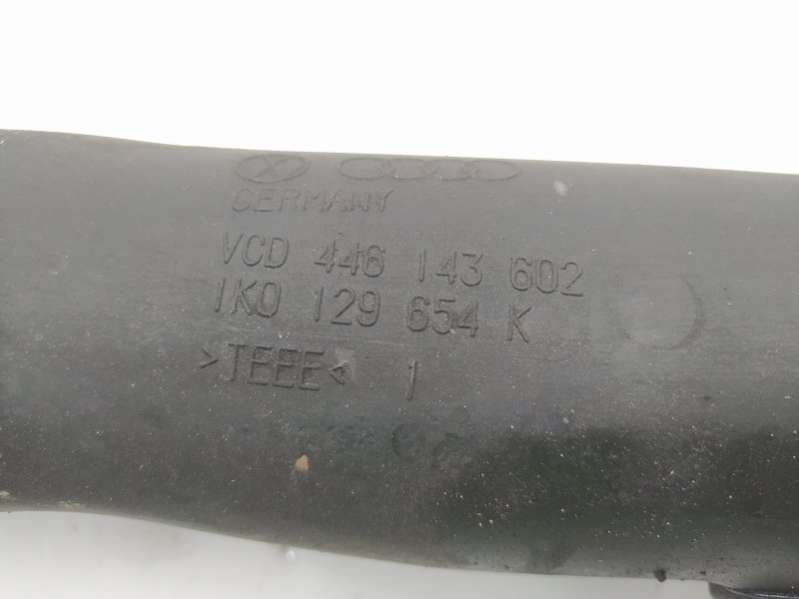 GERMANY
VCD 446 143 602
1K0 129 654 K
>TEEE< 1